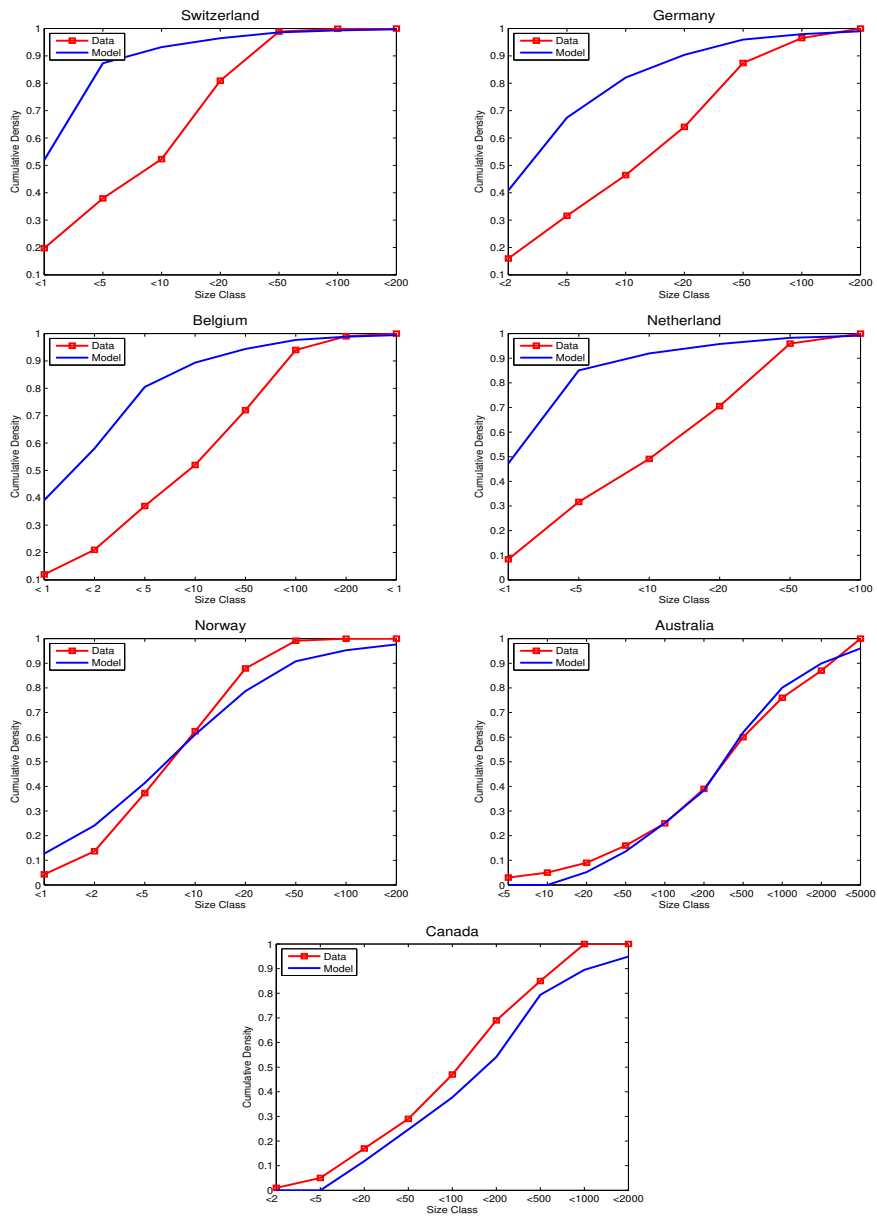 Switzerland
Data
Model
Cumulative Density
1
0.9
0.8
0.7
0.6
0.5
0.4
0.3
0.2
0.1
<1 <5 <10 <20 <50 <100 <200
Size Class
Germany
Data
Model
Cumulative Density
1
0.9
0.8
0.7
0.6
0.5
0.4
0.3
0.2
0.1
<2 <5 <10 <20 <50 <100 <200
Size Class
Belgium
Data
Model
Cumulative Density
1
0.9
0.8
0.7
0.6
0.5
0.4
0.3
0.2
0.1
< 1 < 2 < 5 <10 <50 <100 <200 < 1
Size Class
Netherland
Data
Model
Cumulative Density
1
0.9
0.8
0.7
0.6
0.5
0.4
0.3
0.2
0.1
0
<1 <5 <10 <20 <50 <100
Size Class
Norway
Data
Model
Cumulative Density
1
0.9
0.8
0.7
0.6
0.5
0.4
0.3
0.2
0.1
0
<1 <2 <5 <10 <20 <50 <100 <200
Size Class
Australia
Data
Model
Cumulative Density
1
0.9
0.8
0.7
0.6
0.5
0.4
0.3
0.2
0.1
0
<5 <10 <20 <50 <100 <200 <500 <1000 <2000 <5000
Size Class
Canada
Data
Model
Cumulative Density
1
0.9
0.8
0.7
0.6
0.5
0.4
0.3
0.2
0.1
0
<2 <5 <20 <50 <100 <200 <500 <1000 <2000
Size Class